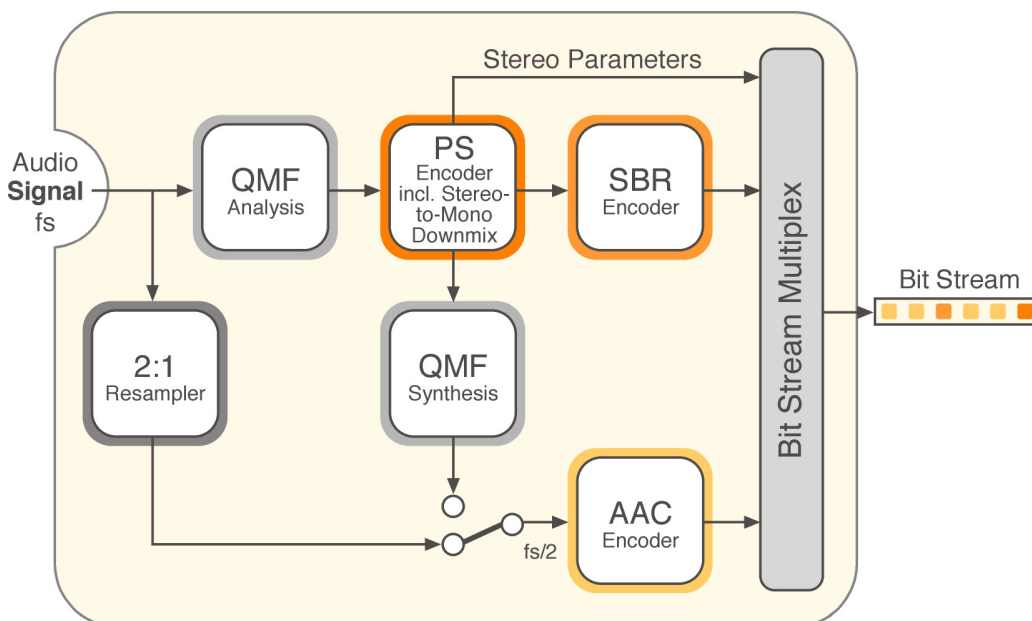 Stereo Parameters
Audio
Signal
fs
QMF
Analysis
PS
Encoder
incl. Stereo-
to-Mono
Downmix
SBR
Encoder
Bit Stream Multiplex
Bit Stream
2:1
Resampler
QMF
Synthesis
fs/2
AAC
Encoder